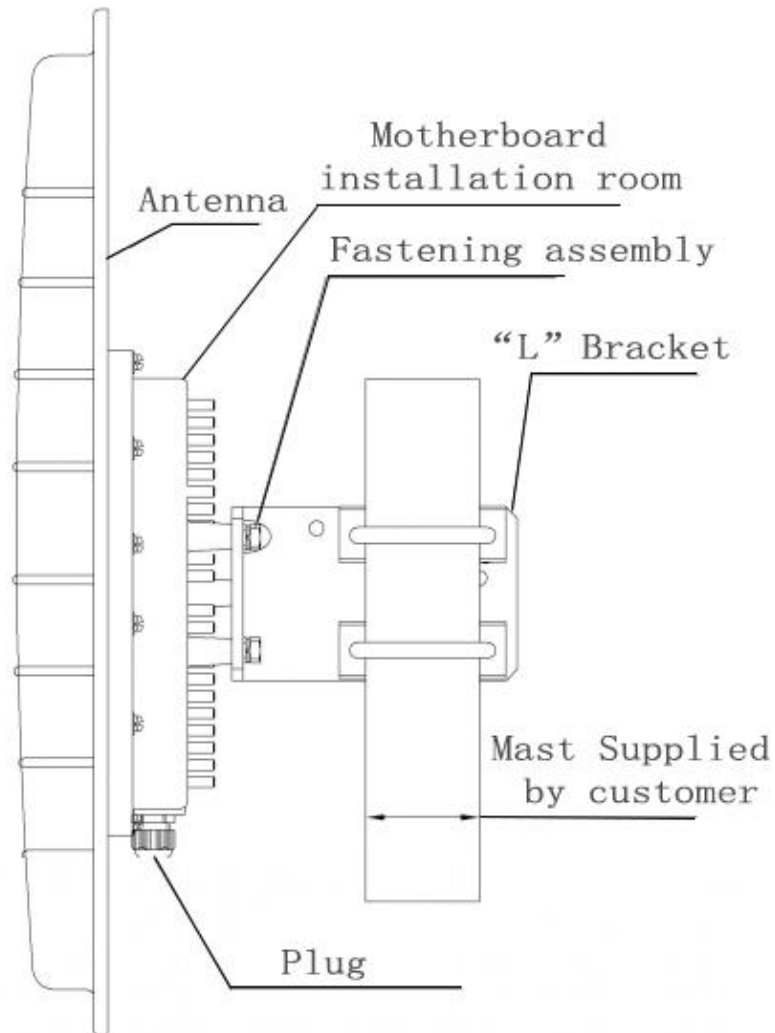 Motherboard
installation room
Antenna
Fastening assembly
“L” Bracket
Mast Supplied
by customer
Plug